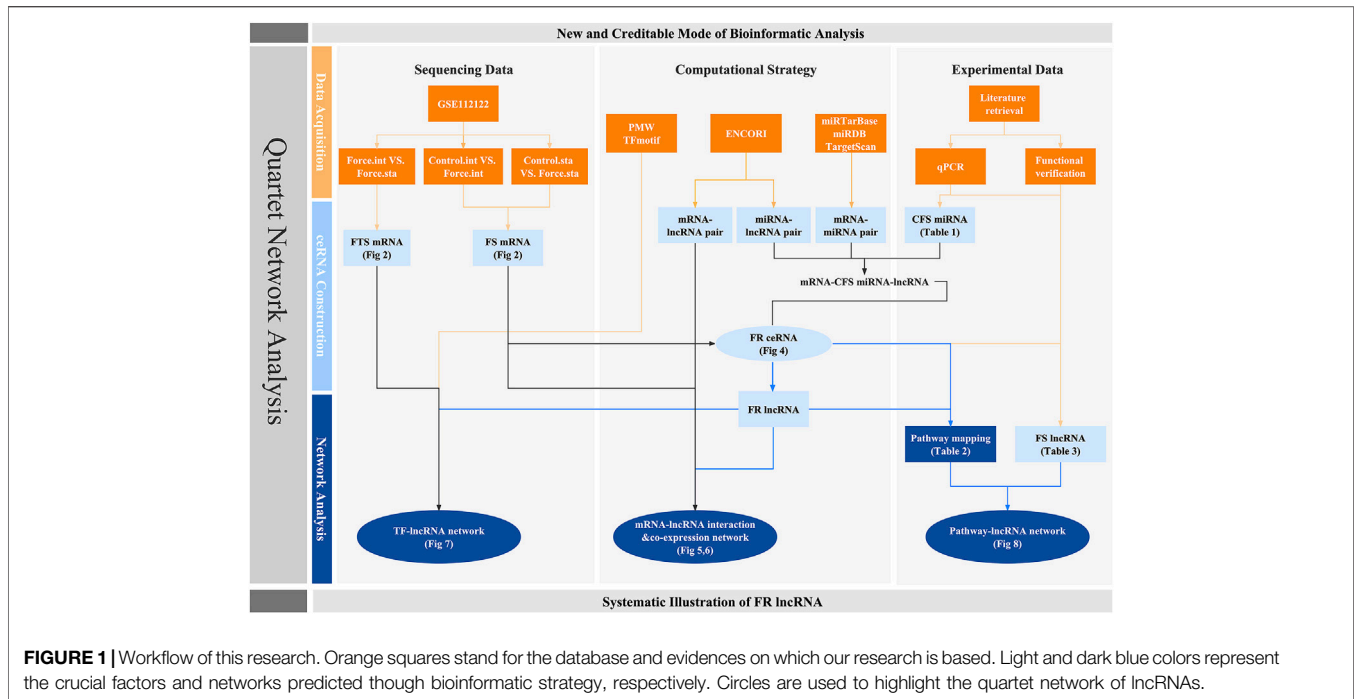 New and Creditable Mode of Bioinformatic Analysis
Quartet Network Analysis
Data Acquisition
ceRNA Construction
Network Analysis
Sequencing Data
Computational Strategy
Experimental Data
GSE112122
Force.int VS.
Force.sta
Control.int VS.
Force.int
Control.sta
VS. Force.sta
PMW
TFmotif
ENCORI
miRTarBase
miRDB
TargetScan
Literature
retrieval
qPCR
Functional
verification
FTS mRNA
(Fig 2)
FS mRNA
(Fig 2)
mRNA-
lncRNA pair
miRNA-
lncRNA pair
mRNA-
miRNA pair
CFS miRNA
(Table 1)
mRNA-CFS miRNA-lncRNA
FR ceRNA
(Fig 4)
FR lncRNA
Pathway mapping
(Table 2)
FS lncRNA
(Table 3)
TF-lncRNA network
(Fig 7)
mRNA-lncRNA interaction
&co-expression network
(Fig 5,6)
Pathway-lncRNA network
(Fig 8)
Systematic Illustration of FR lncRNA
FIGURE 1 | Workflow of this research. Orange squares stand for the database and evidences on which our research is based. Light and dark blue colors represent
the crucial factors and networks predicted though bioinformatic strategy, respectively. Circles are used to highlight the quartet network of lncRNAs.